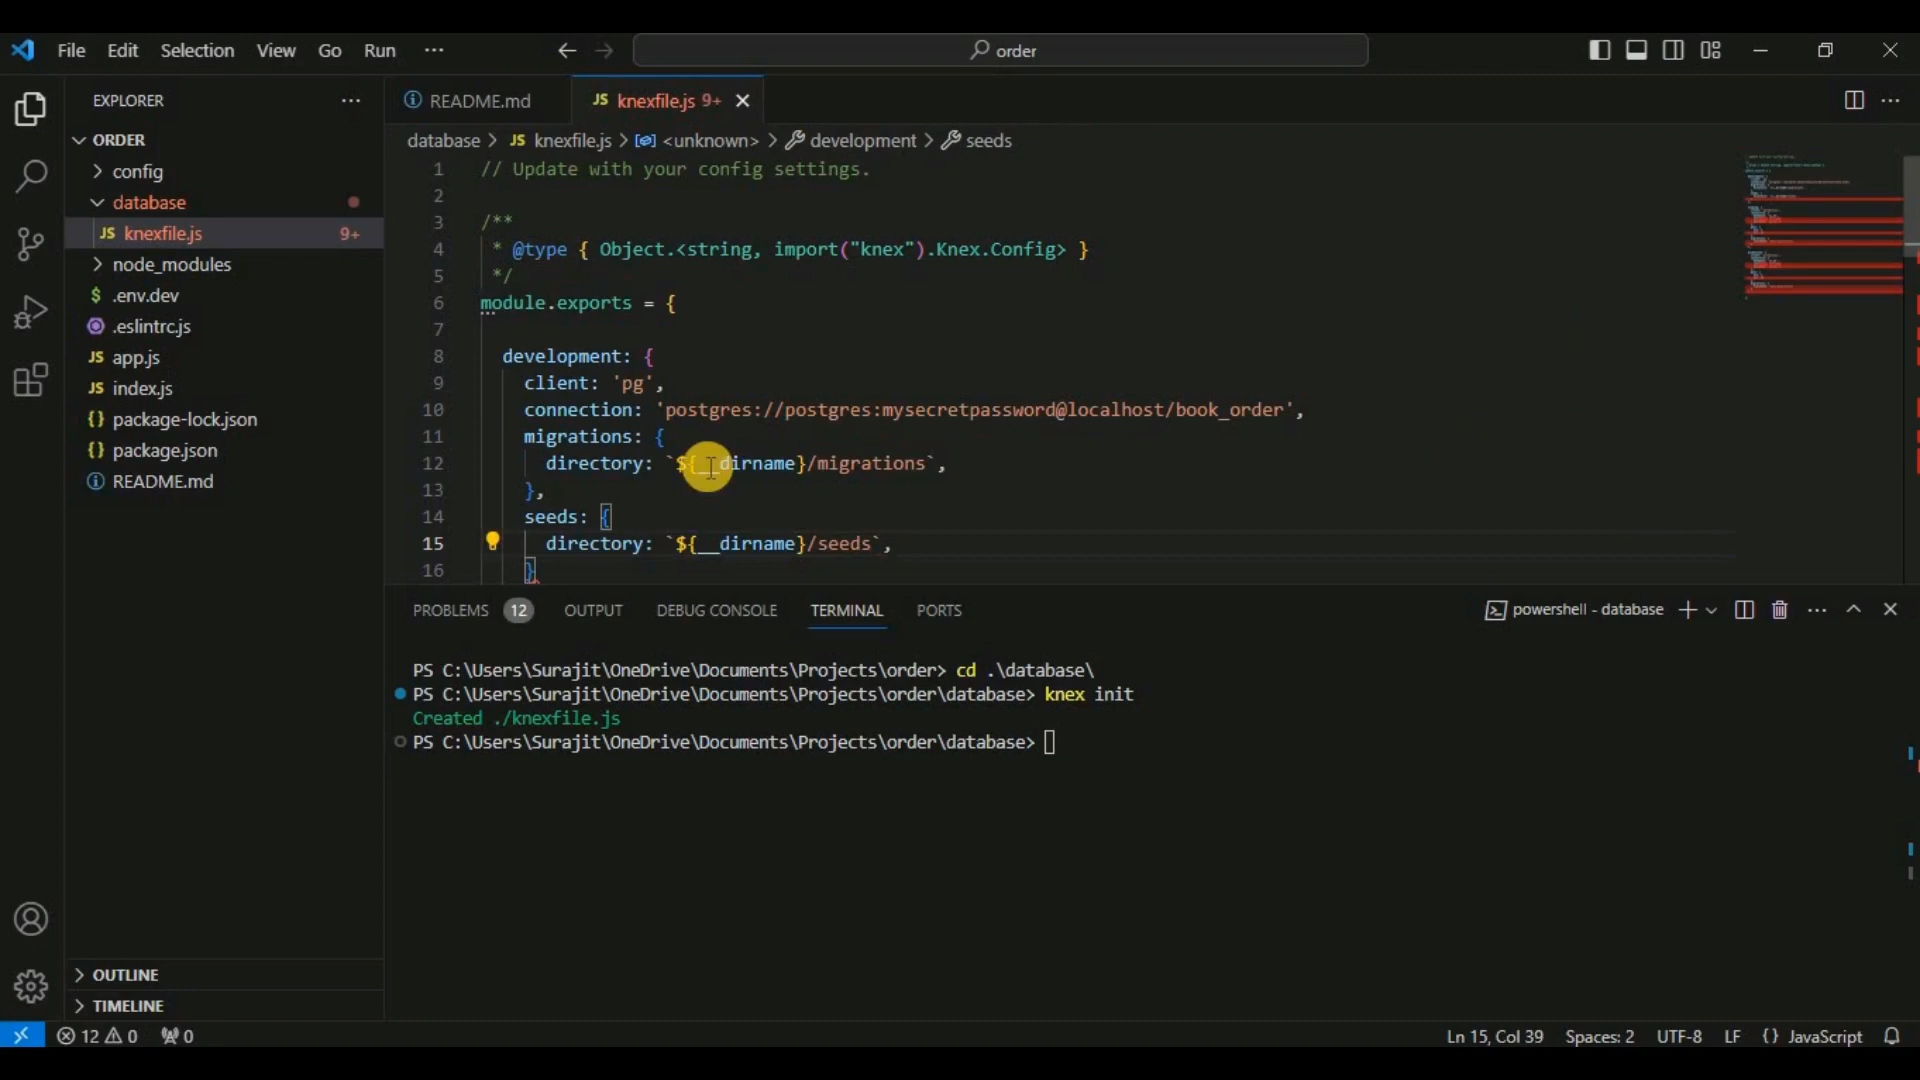 File Edit Selection View Go Run ··· order
EXPLORER ···
README.md
JS knexfile.js 9+
ORDER
database > JS knexfile.js > <unknown> > development > seeds
config
database
JS knexfile.js 9+
node_modules
$ .env.dev
.eslintrc.js
JS app.js
JS index.js
{} package-lock.json
{} package.json
README.md
OUTLINE
TIMELINE
1 // Update with your config settings.
2
3 /**
4 * @type { Object.<string, import("knex").Knex.Config> }
5 */
6 module.exports = {
7
8 development: {
9 client: 'pg',
10 connection: 'postgres://postgres:mysecretpassword@localhost/book_order',
11 migrations: {
12 directory: `${__dirname}/migrations`,
13 },
14 seeds: {
15 directory: `${__dirname}/seeds`,
16 }
PROBLEMS 12 OUTPUT DEBUG CONSOLE TERMINAL PORTS powershell - database
PS C:\Users\Surajit\OneDrive\Documents\Projects\order> cd .\database\
PS C:\Users\Surajit\OneDrive\Documents\Projects\order\database> knex init
Created ./knexfile.js
PS C:\Users\Surajit\OneDrive\Documents\Projects\order\database>
12 0 0 Ln 15, Col 39 Spaces: 2 UTF-8 LF {} JavaScript